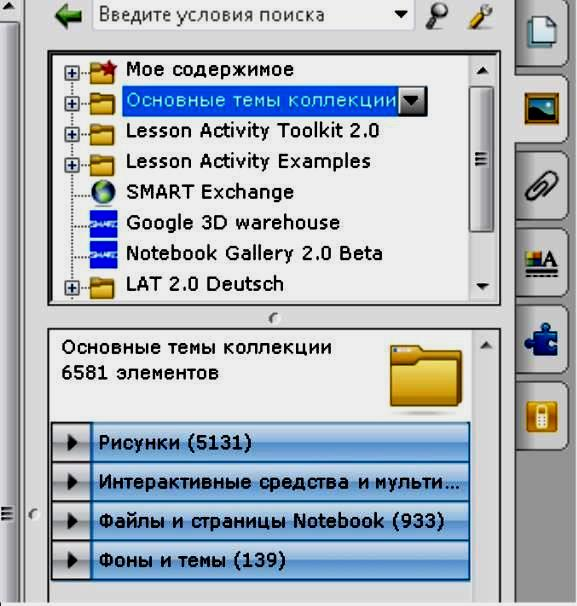 Введите условия поиска
Мое содержимое
Основные темы коллекции
Lesson Activity Toolkit 2.0
Lesson Activity Examples
SMART Exchange
Google 3D warehouse
Notebook Gallery 2.0 Beta
LAT 2.0 Deutsch
Основные темы коллекции
6581 элементов
Рисунки (5131)
Интерактивные средства и мульти...
Файлы и страницы Notebook (933)
Фоны и темы (139)